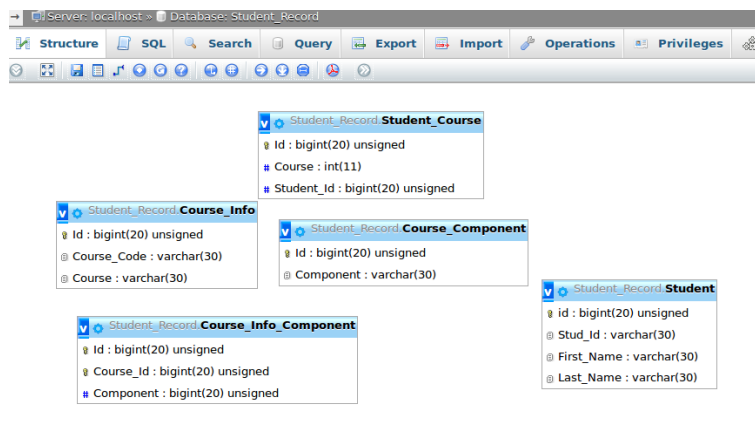 Server: localhost » Database: Student_Record
Structure SQL Search Query Export Import Operations Privileges
Student_Record Student_Course
Id : bigint(20) unsigned
Course : int(11)
Student_Id : bigint(20) unsigned
Student_Record Course_Info
Id : bigint(20) unsigned
Course_Code : varchar(30)
Course : varchar(30)
Student_Record Course_Component
Id : bigint(20) unsigned
Component : varchar(30)
Student_Record Student
id : bigint(20) unsigned
Stud_Id : varchar(30)
First_Name : varchar(30)
Last_Name : varchar(30)
Student_Record Course_Info_Component
Id : bigint(20) unsigned
Course_Id : bigint(20) unsigned
Component : bigint(20) unsigned